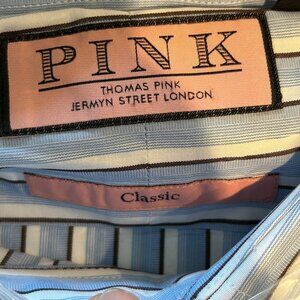 PINK
THOMAS PINK
JERMYN STREET LONDON
Classic